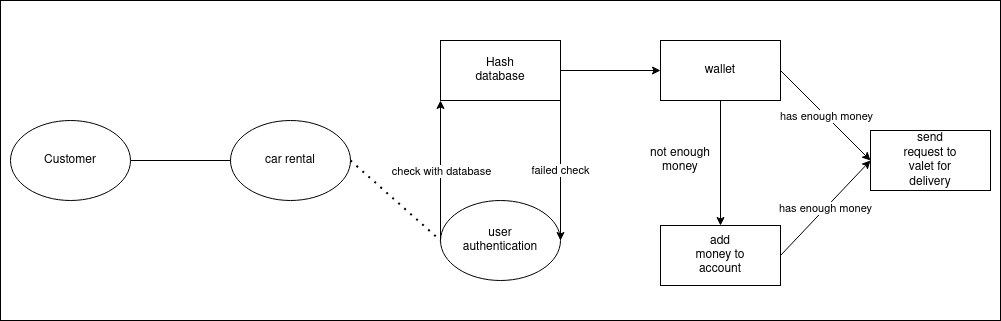 Customer
car rental
Hash
database
check with database
failed check
user
authentication
wallet
not enough
money
add
money to
account
has enough money
has enough money
send
request to
valet for
delivery